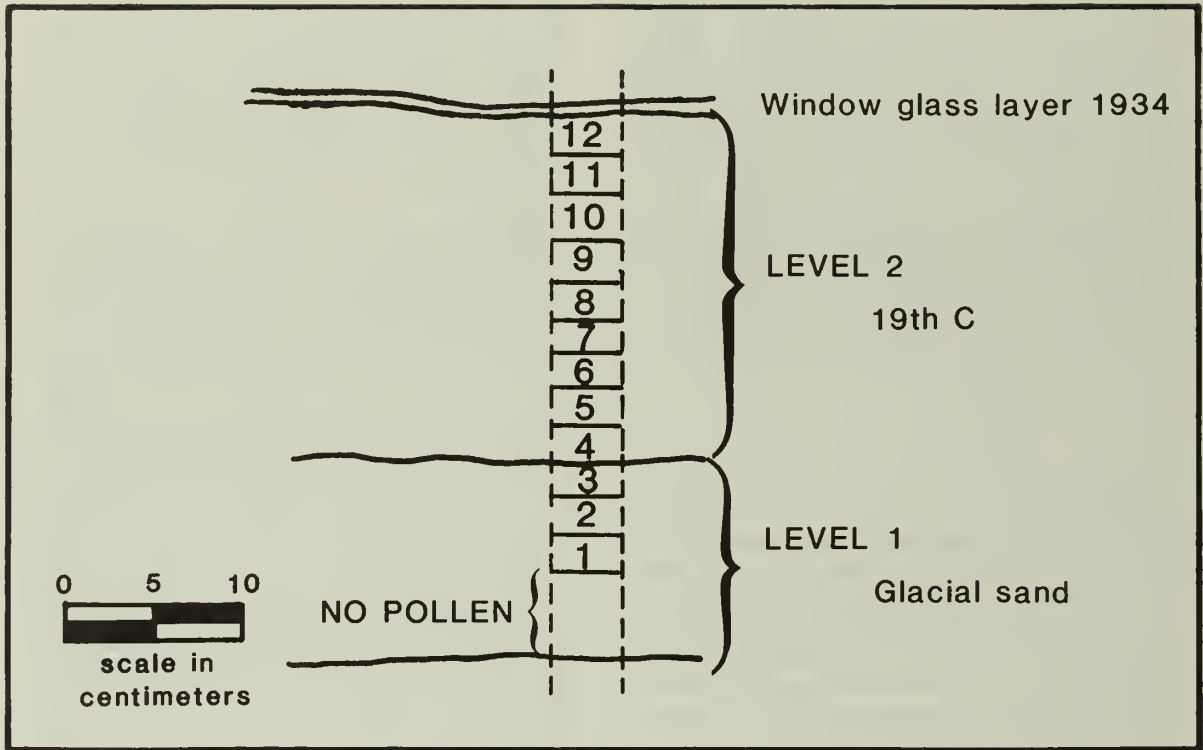 Window glass layer 1934
12
11
10
9
8
7
6
5
4
3
2
1
LEVEL 2
19th C
LEVEL 1
Glacial sand
NO POLLEN
0 5 10
scale in
centimeters